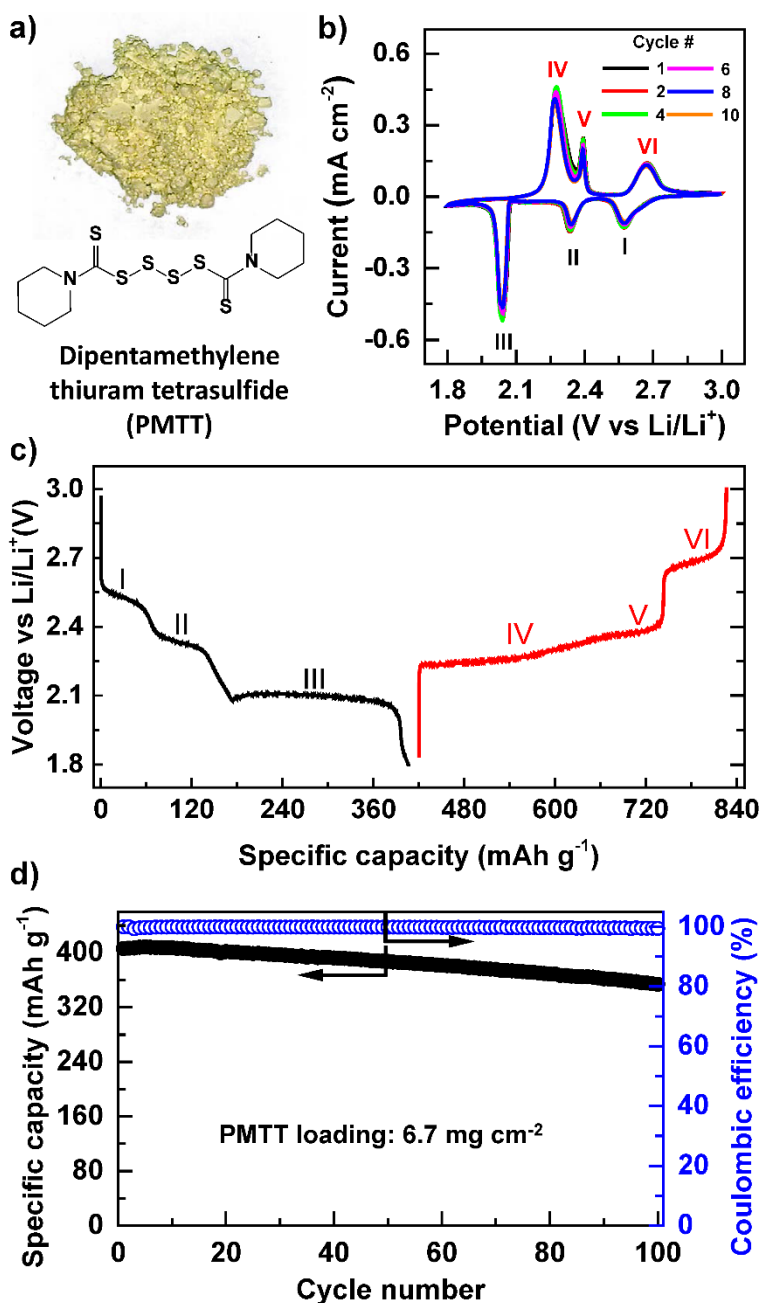 a)
S
N
S
S
S
S
N
S
Dipentamethylene
thiuram tetrasulfide
(PMTT)
b)
Cycle #
1 6
2 8
4 10
IV
V
VI
I
II
III
0.6
0.3
0.0
-0.3
-0.6
Current (mA cm⁻²)
1.8 2.1 2.4 2.7 3.0
Potential (V vs Li/Li⁺)
c)
3.0
2.7
2.4
2.1
1.8
Voltage vs Li/Li⁺(V)
I
II
III
IV
V
VI
0 120 240 360 480 600 720 840
Specific capacity (mAh g⁻¹)
d)
400
320
240
160
80
0
Specific capacity (mAh g⁻¹)
PMTT loading: 6.7 mg cm⁻²
100
80
60
40
20
0
Coulombic efficiency (%)
0 20 40 60 80 100
Cycle number